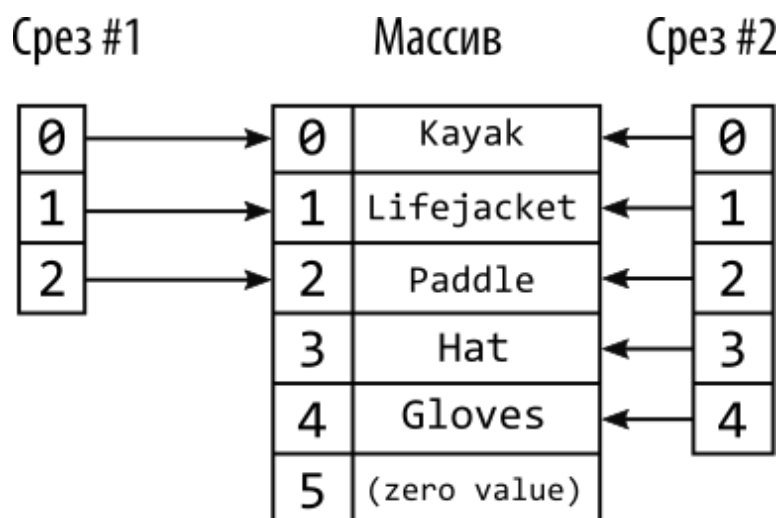 Срез #1 Массив Срез #2
0 0 Kayak 0
1 1 Lifejacket 1
2 2 Paddle 2
3 Hat 3
4 Gloves 4
5 (zero value)